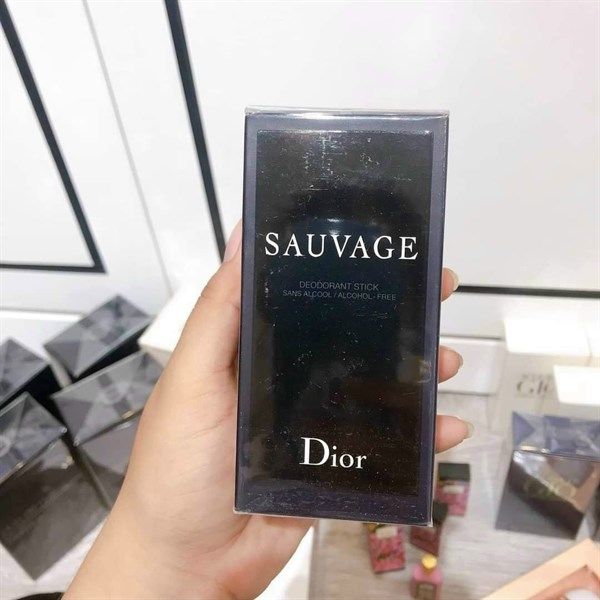 SAUVAGE
DEODORANT STICK
SANS ALCOOL / ALCOHOL-FREE
Dior